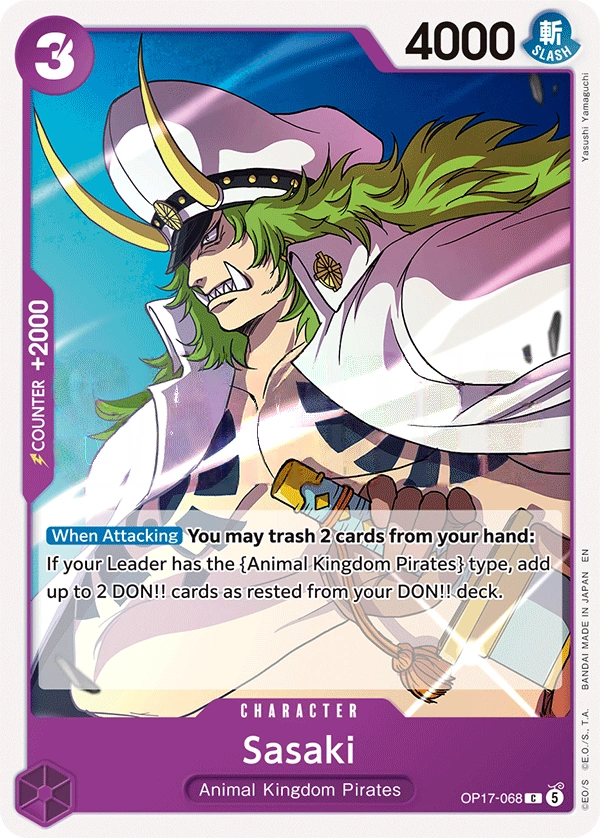 3
4000
斬
SLASH
Yasushi Yamaguchi
COUNTER +2000
When Attacking You may trash 2 cards from your hand:
If your Leader has the {Animal Kingdom Pirates} type, add
up to 2 DON!! cards as rested from your DON!! deck.
©EO/S ©E.O./S., T.A. BANDAI MADE IN JAPAN EN
CHARACTER
Sasaki
Animal Kingdom Pirates
OP17-068 C 5